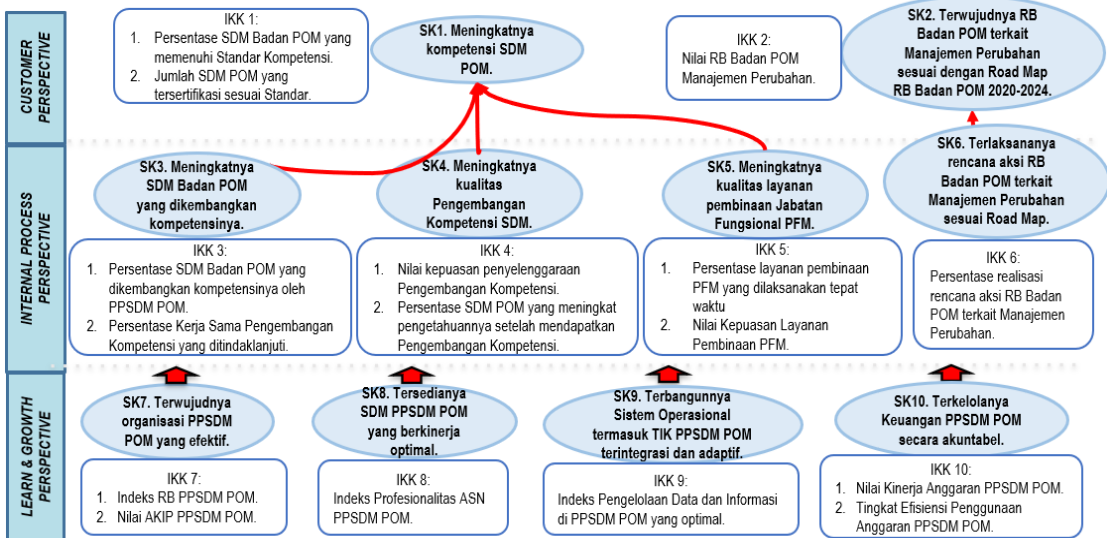 CUSTOMER
PERSPECTIVE
IKK 1:
1. Persentase SDM Badan POM yang
memenuhi Standar Kompetensi.
2. Jumlah SDM POM yang
tersertifikasi sesuai Standar.
SK1. Meningkatnya
kompetensi SDM
POM.
IKK 2:
Nilai RB Badan POM
Manajemen Perubahan.
SK2. Terwujudnya RB
Badan POM terkait
Manajemen Perubahan
sesuai dengan Road Map
RB Badan POM 2020-2024.
INTERNAL PROCESS
PERSPECTIVE
SK3. Meningkatnya
SDM Badan POM
yang dikembangkan
kompetensinya.
SK4. Meningkatnya
kualitas
Pengembangan
Kompetensi SDM.
SK5. Meningkatnya
kualitas layanan
pembinaan Jabatan
Fungsional PFM.
SK6. Terlaksananya
rencana aksi RB
Badan POM terkait
Manajemen Perubahan
sesuai Road Map.
IKK 3:
1. Persentase SDM Badan POM yang
dikembangkan kompetensinya oleh
PPSDM POM.
2. Persentase Kerja Sama Pengembangan
Kompetensi yang ditindaklanjuti.
IKK 4:
1. Nilai kepuasan penyelenggaraan
Pengembangan Kompetensi.
2. Persentase SDM POM yang meningkat
pengetahuannya setelah mendapatkan
Pengembangan Kompetensi.
IKK 5:
1. Persentase layanan pembinaan
PFM yang dilaksanakan tepat
waktu
2. Nilai Kepuasan Layanan
Pembinaan PFM.
IKK 6:
Persentase realisasi
rencana aksi RB Badan
POM terkait Manajemen
Perubahan.
LEARN & GROWTH
PERSPECTIVE
SK7. Terwujudnya
organisasi PPSDM
POM yang efektif.
SK8. Tersedianya
SDM PPSDM POM
yang berkinerja
optimal.
SK9. Terbangunnya
Sistem Operasional
termasuk TIK PPSDM POM
terintegrasi dan adaptif.
SK10. Terkelolanya
Keuangan PPSDM POM
secara akuntabel.
IKK 7:
1. Indeks RB PPSDM POM.
2. Nilai AKIP PPSDM POM.
IKK 8:
Indeks Profesionalitas ASN
PPSDM POM.
IKK 9:
Indeks Pengelolaan Data dan Informasi
di PPSDM POM yang optimal.
IKK 10:
1. Nilai Kinerja Anggaran PPSDM POM.
2. Tingkat Efisiensi Penggunaan
Anggaran PPSDM POM.